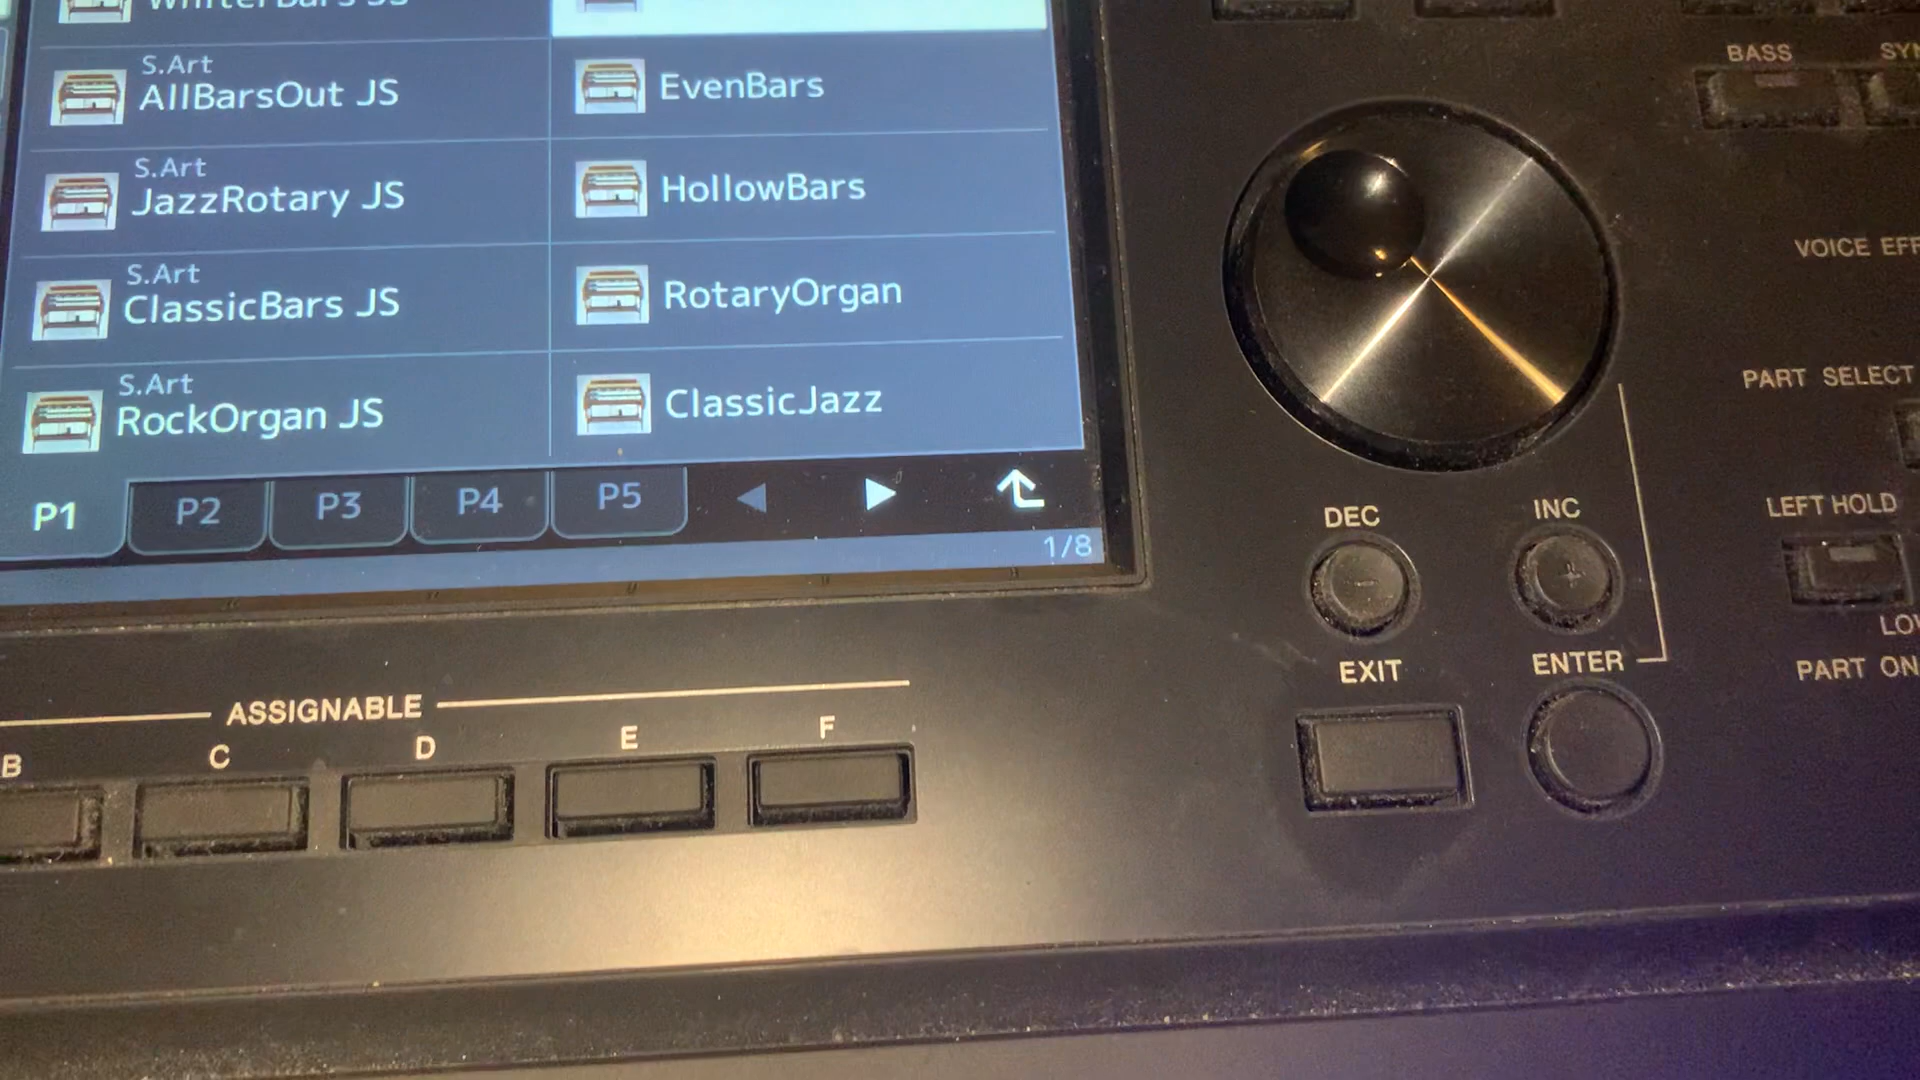 S.Art
AllBarsOut JS
EvenBars
S.Art
JazzRotary JS
HollowBars
S.Art
ClassicBars JS
RotaryOrgan
S.Art
RockOrgan JS
ClassicJazz
P1 P2 P3 P4 P5
1/8
ASSIGNABLE
B C D E F
BASS
VOICE
PART SELECT
DEC
INC
LEFT HOLD
EXIT
ENTER
PART ON